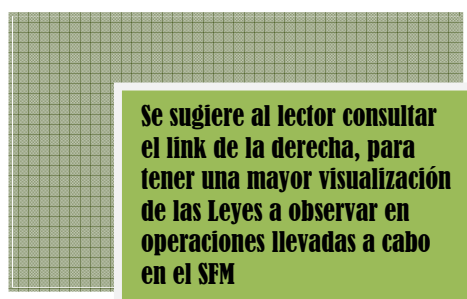 Se sugiere al lector consultar
el link de la derecha, para
tener una mayor visualización
de las Leyes a observar en
operaciones llevadas a cabo
en el SFM